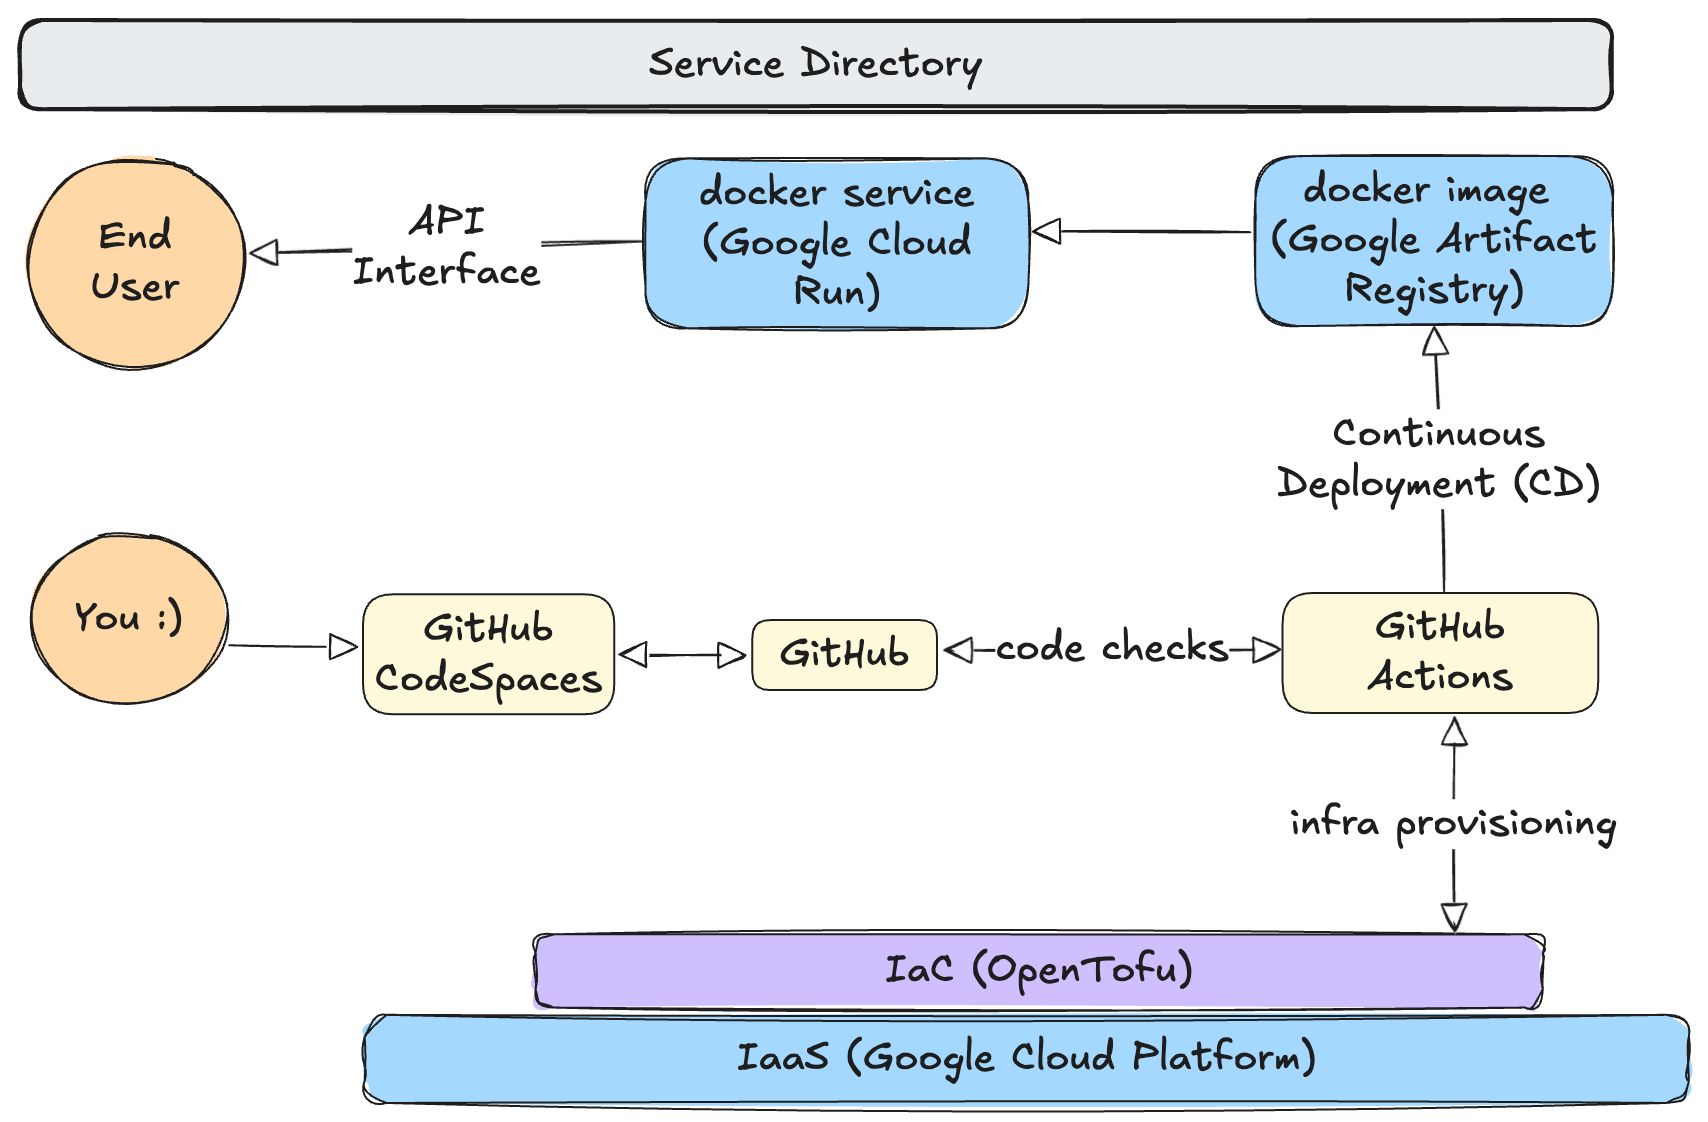 Service Directory
End
User
API
Interface
docker service
(Google Cloud
Run)
docker image
(Google Artifact
Registry)
Continuous
Deployment (CD)
You :)
GitHub
CodeSpaces
GitHub
code checks
GitHub
Actions
infra provisioning
IaC (OpenTofu)
IaaS (Google Cloud Platform)